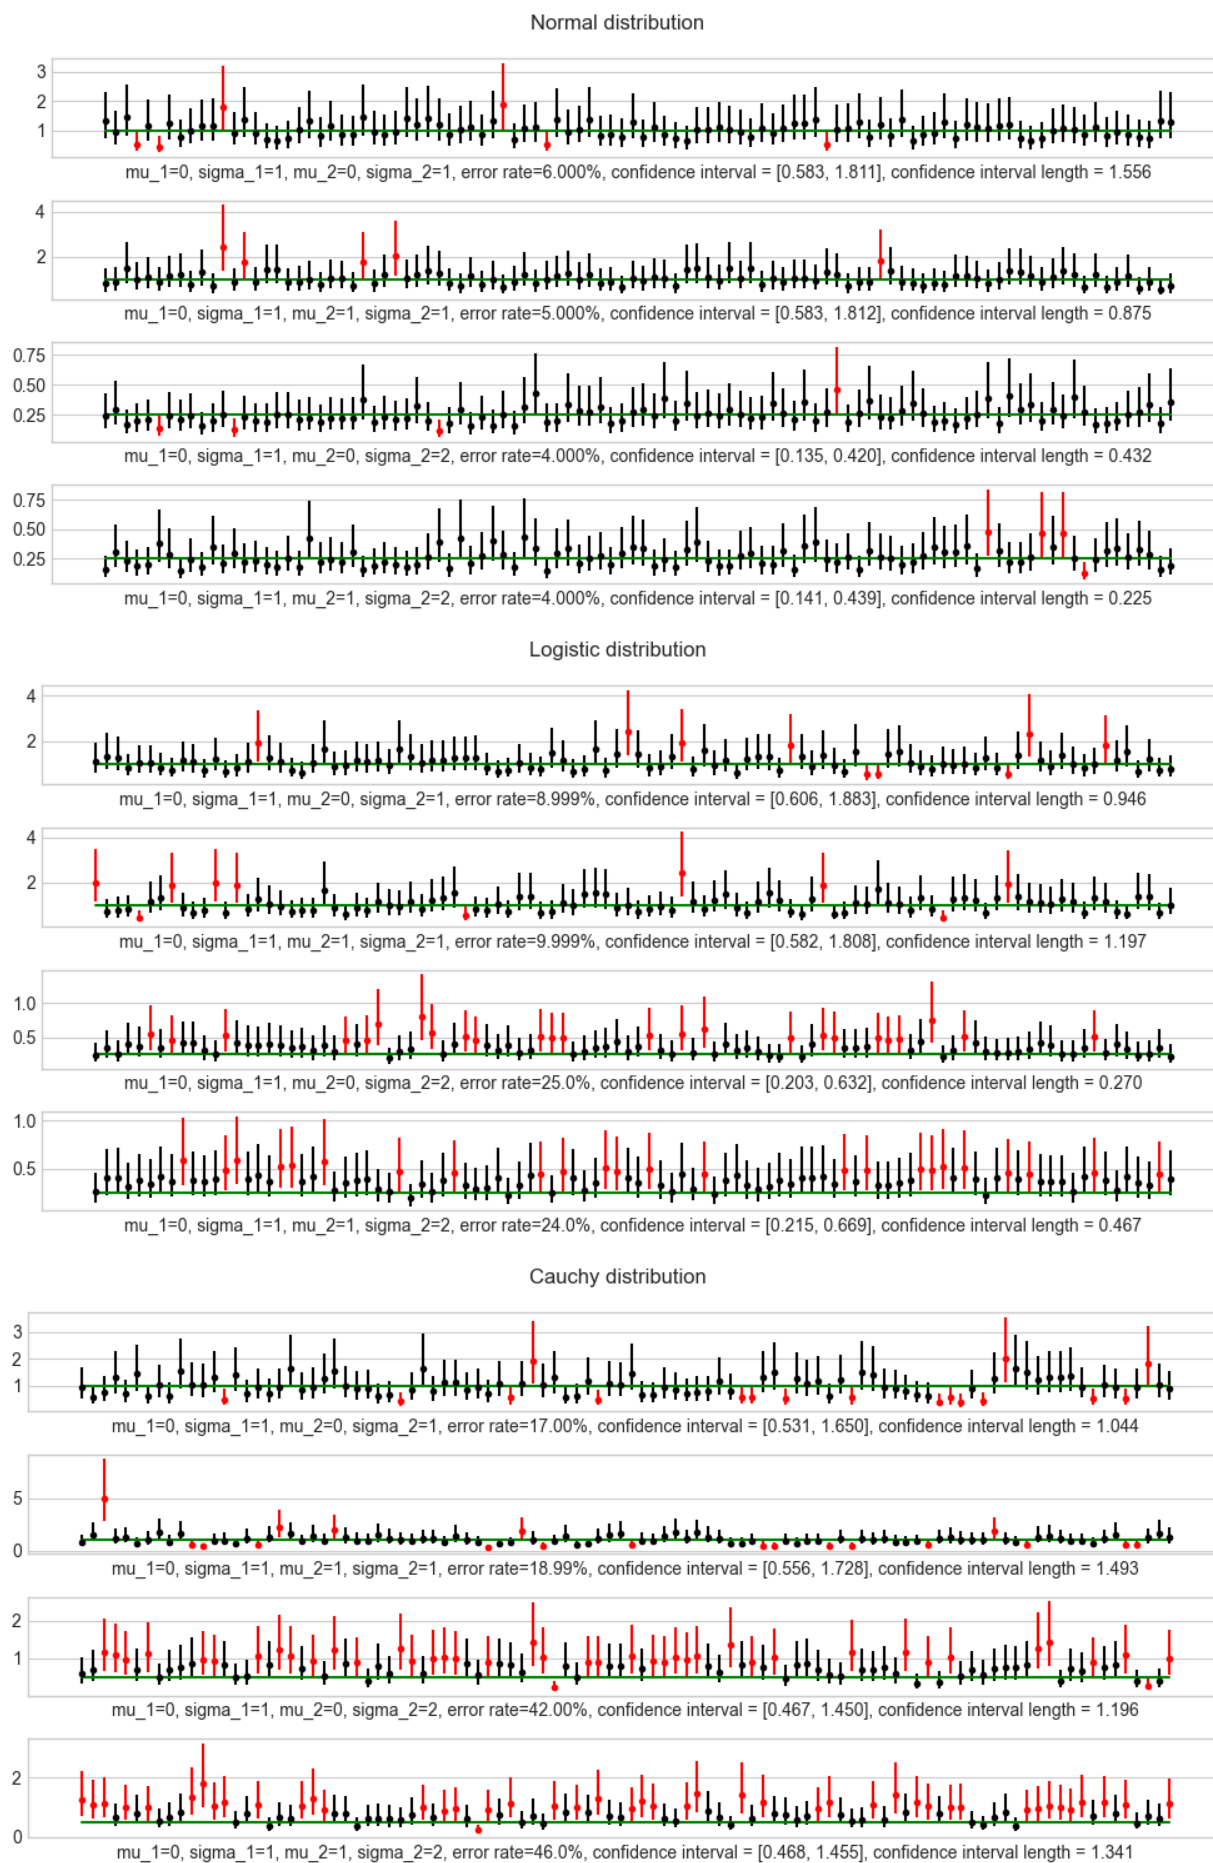 Normal distribution
3
2
1
mu_1=0, sigma_1=1, mu_2=0, sigma_2=1, error rate=6.000%, confidence interval = [0.583, 1.811], confidence interval length = 1.556
4
2
mu_1=0, sigma_1=1, mu_2=1, sigma_2=1, error rate=5.000%, confidence interval = [0.583, 1.812], confidence interval length = 0.875
0.75
0.50
0.25
mu_1=0, sigma_1=1, mu_2=0, sigma_2=2, error rate=4.000%, confidence interval = [0.135, 0.420], confidence interval length = 0.432
0.75
0.50
0.25
mu_1=0, sigma_1=1, mu_2=1, sigma_2=2, error rate=4.000%, confidence interval = [0.141, 0.439], confidence interval length = 0.225
Logistic distribution
4
2
mu_1=0, sigma_1=1, mu_2=0, sigma_2=1, error rate=8.999%, confidence interval = [0.606, 1.883], confidence interval length = 0.946
4
2
mu_1=0, sigma_1=1, mu_2=1, sigma_2=1, error rate=9.999%, confidence interval = [0.582, 1.808], confidence interval length = 1.197
1.0
0.5
mu_1=0, sigma_1=1, mu_2=0, sigma_2=2, error rate=25.0%, confidence interval = [0.203, 0.632], confidence interval length = 0.270
1.0
0.5
mu_1=0, sigma_1=1, mu_2=1, sigma_2=2, error rate=24.0%, confidence interval = [0.215, 0.669], confidence interval length = 0.467
Cauchy distribution
3
2
1
mu_1=0, sigma_1=1, mu_2=0, sigma_2=1, error rate=17.00%, confidence interval = [0.531, 1.650], confidence interval length = 1.044
5
0
mu_1=0, sigma_1=1, mu_2=1, sigma_2=1, error rate=18.99%, confidence interval = [0.556, 1.728], confidence interval length = 1.493
2
1
mu_1=0, sigma_1=1, mu_2=0, sigma_2=2, error rate=42.00%, confidence interval = [0.467, 1.450], confidence interval length = 1.196
2
0
mu_1=0, sigma_1=1, mu_2=1, sigma_2=2, error rate=46.0%, confidence interval = [0.468, 1.455], confidence interval length = 1.341